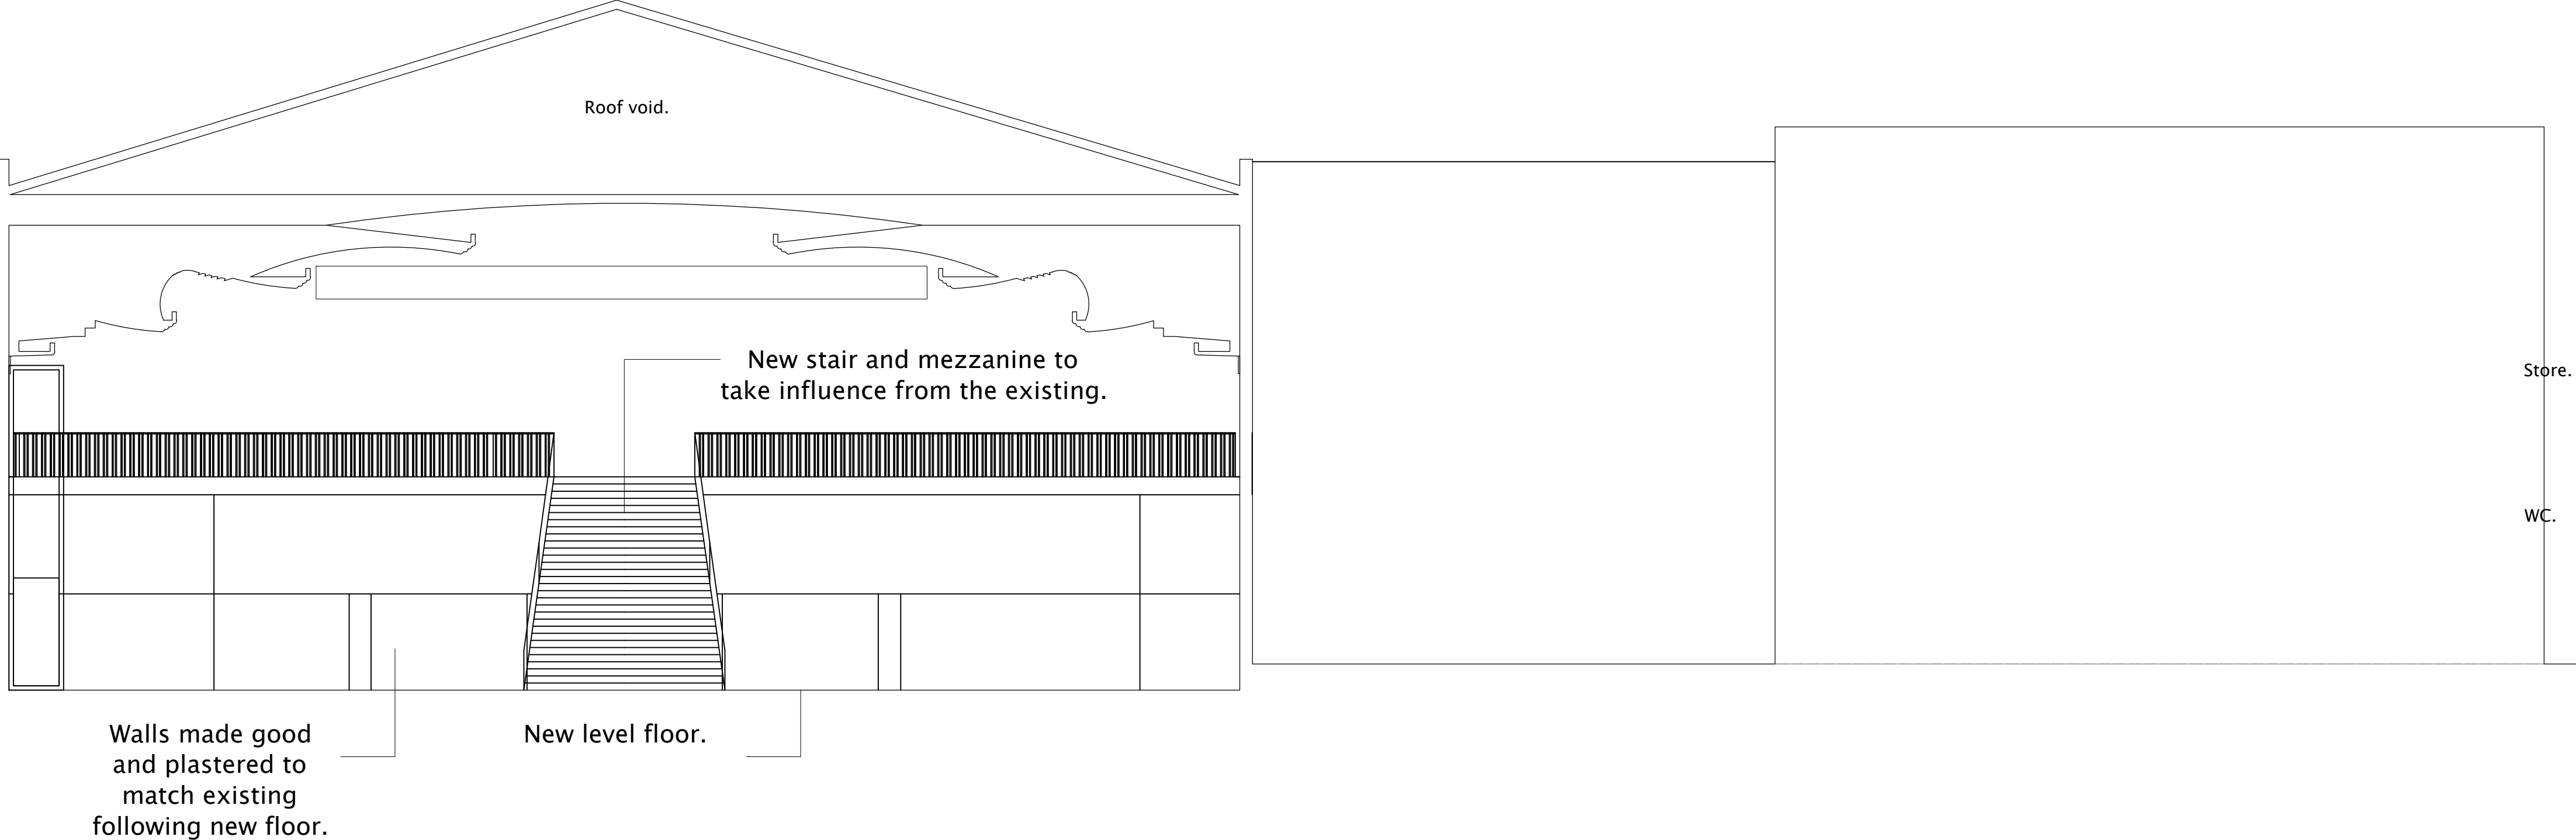 Roof void.
New stair and mezzanine to
take influence from the existing.
Store.
WC.
Walls made good
and plastered to
match existing
following new floor.
New level floor.